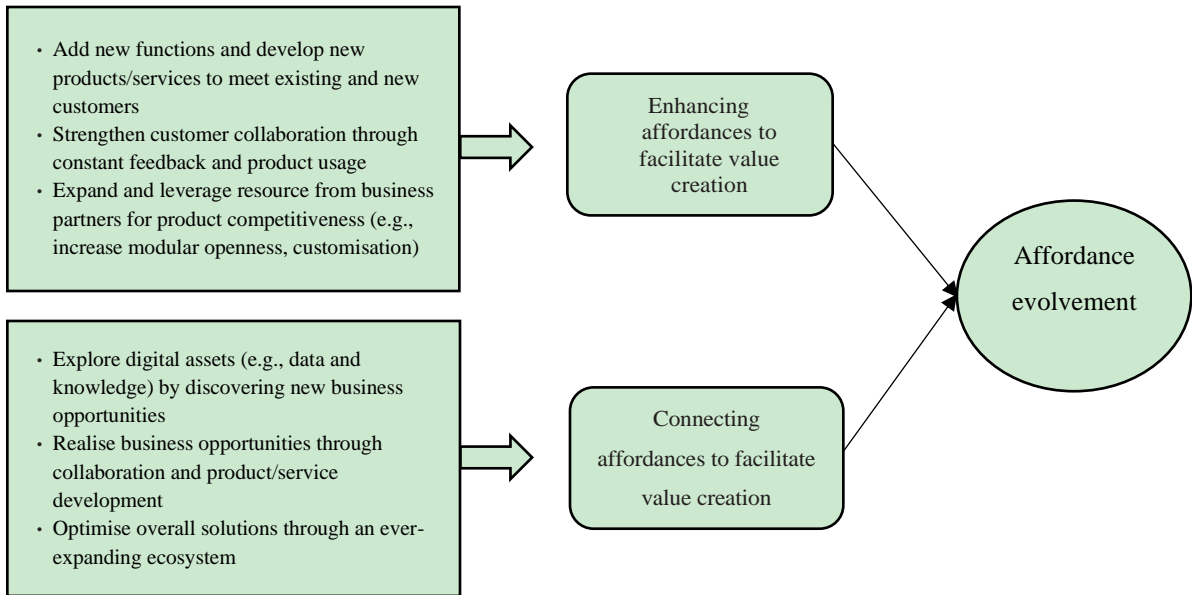 • Add new functions and develop new
products/services to meet existing and new
customers
• Strengthen customer collaboration through
constant feedback and product usage
• Expand and leverage resource from business
partners for product competitiveness (e.g.,
increase modular openness, customisation)
Enhancing
affordances to
facilitate value
creation
• Explore digital assets (e.g., data and
knowledge) by discovering new business
opportunities
• Realise business opportunities through
collaboration and product/service
development
• Optimise overall solutions through an ever-
expanding ecosystem
Connecting
affordances to facilitate
value creation
Affordance
evolvement